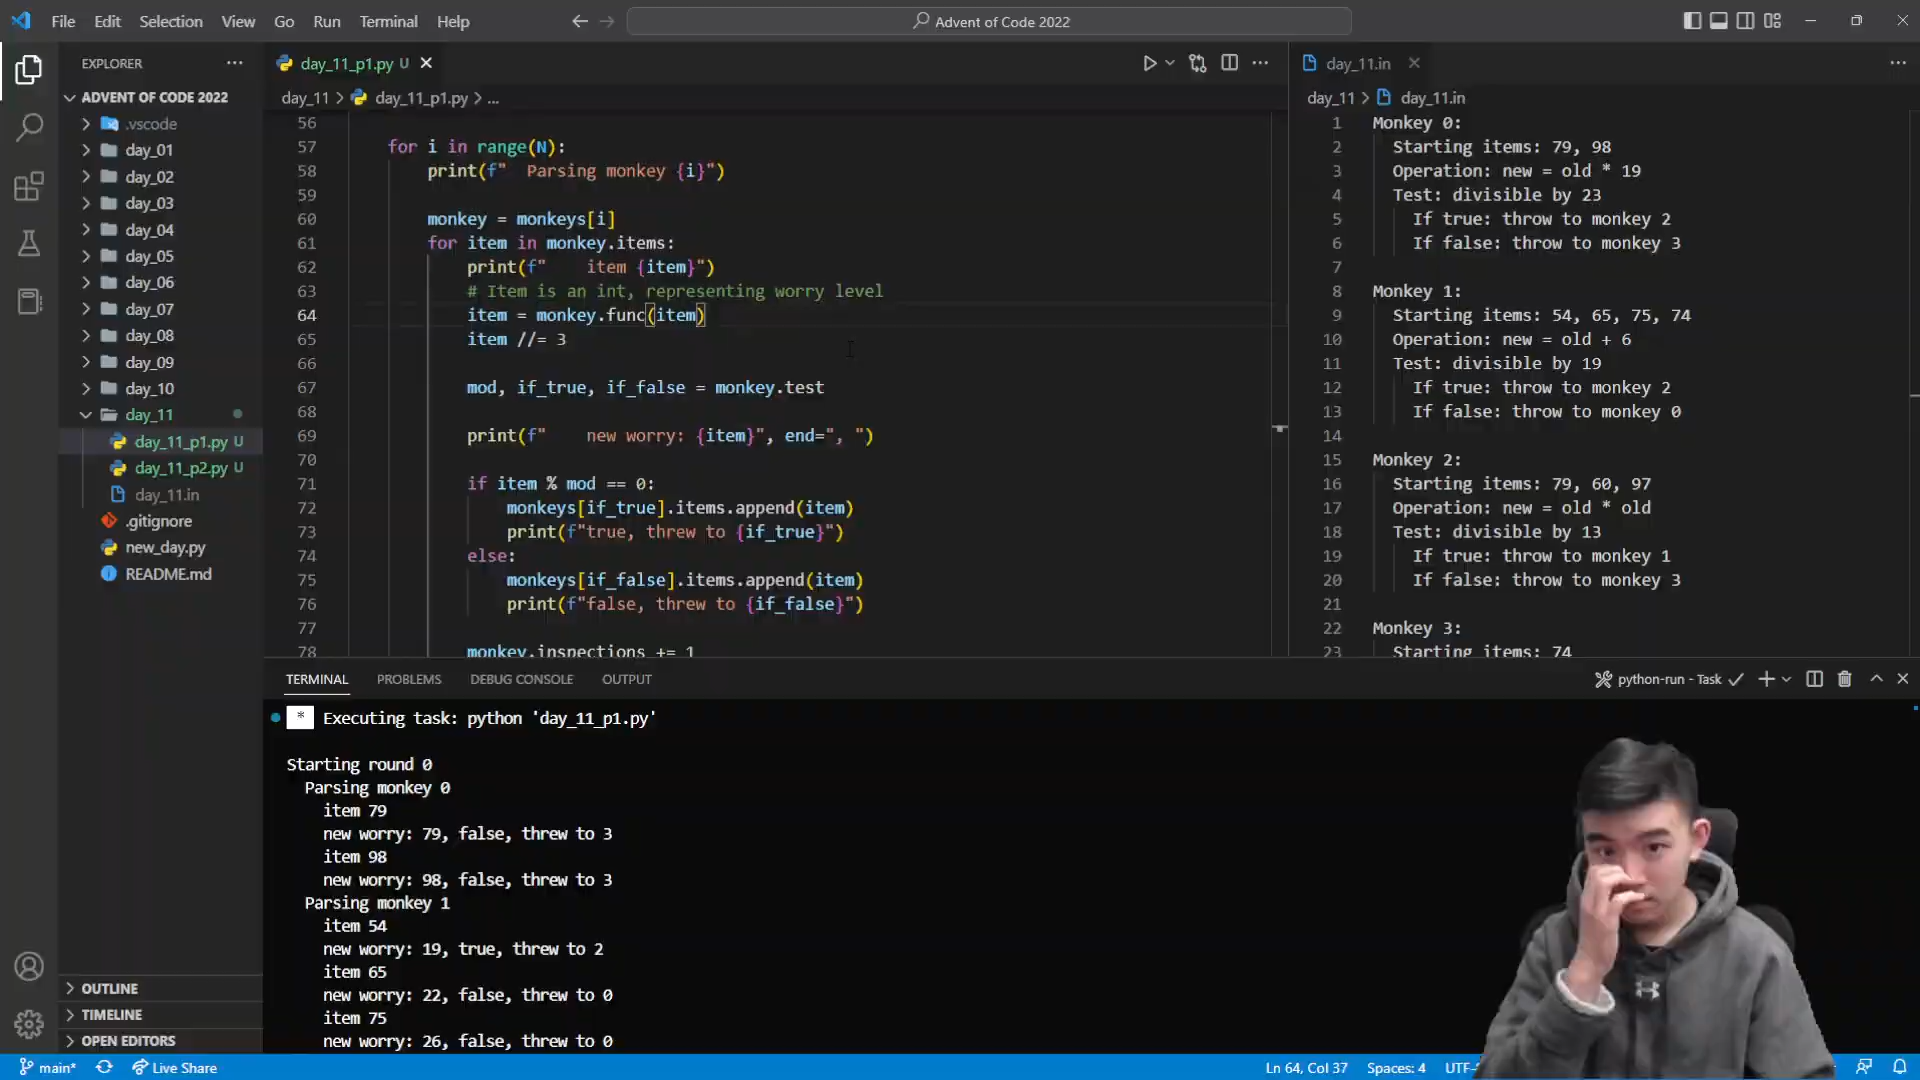 File Edit Selection View Go Run Terminal Help
Advent of Code 2022
EXPLORER
ADVENT OF CODE 2022
.vscode
day_01
day_02
day_03
day_04
day_05
day_06
day_07
day_08
day_09
day_10
day_11
day_11_p1.py U
day_11_p2.py U
day_11.in
.gitignore
new_day.py
README.md
OUTLINE
TIMELINE
OPEN EDITORS
day_11_p1.py U
day_11 > day_11_p1.py > ...
56
57 for i in range(N):
58 print(f"  Parsing monkey {i}")
59
60 monkey = monkeys[i]
61 for item in monkey.items:
62 print(f"    item {item}")
63 # Item is an int, representing worry level
64 item = monkey.func(item)
65 item //= 3
66
67 mod, if_true, if_false = monkey.test
68
69 print(f"    new worry: {item}", end=", ")
70
71 if item % mod == 0:
72 monkeys[if_true].items.append(item)
73 print(f"true, threw to {if_true}")
74 else:
75 monkeys[if_false].items.append(item)
76 print(f"false, threw to {if_false}")
77
78 monkey.inspections += 1
day_11.in
day_11 > day_11.in
1 Monkey 0:
2 Starting items: 79, 98
3 Operation: new = old * 19
4 Test: divisible by 23
5 If true: throw to monkey 2
6 If false: throw to monkey 3
7
8 Monkey 1:
9 Starting items: 54, 65, 75, 74
10 Operation: new = old + 6
11 Test: divisible by 19
12 If true: throw to monkey 2
13 If false: throw to monkey 0
14
15 Monkey 2:
16 Starting items: 79, 60, 97
17 Operation: new = old * old
18 Test: divisible by 13
19 If true: throw to monkey 1
20 If false: throw to monkey 3
21
22 Monkey 3:
23 Starting items: 74
TERMINAL PROBLEMS DEBUG CONSOLE OUTPUT
python-run - Task
* Executing task: python 'day_11_p1.py'
Starting round 0
Parsing monkey 0
item 79
new worry: 79, false, threw to 3
item 98
new worry: 98, false, threw to 3
Parsing monkey 1
item 54
new worry: 19, true, threw to 2
item 65
new worry: 22, false, threw to 0
item 75
new worry: 26, false, threw to 0
main* Live Share
Ln 64, Col 37 Spaces: 4